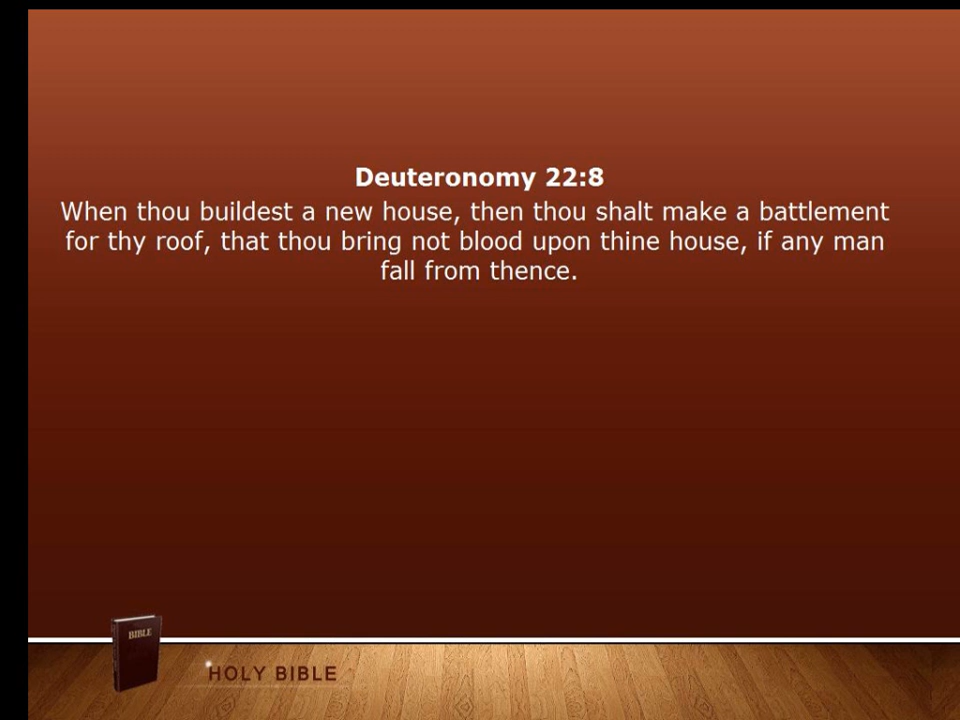 Deuteronomy 22:8
When thou buildest a new house, then thou shalt make a battlement
for thy roof, that thou bring not blood upon thine house, if any man
fall from thence.
BIBLE
HOLY BIBLE